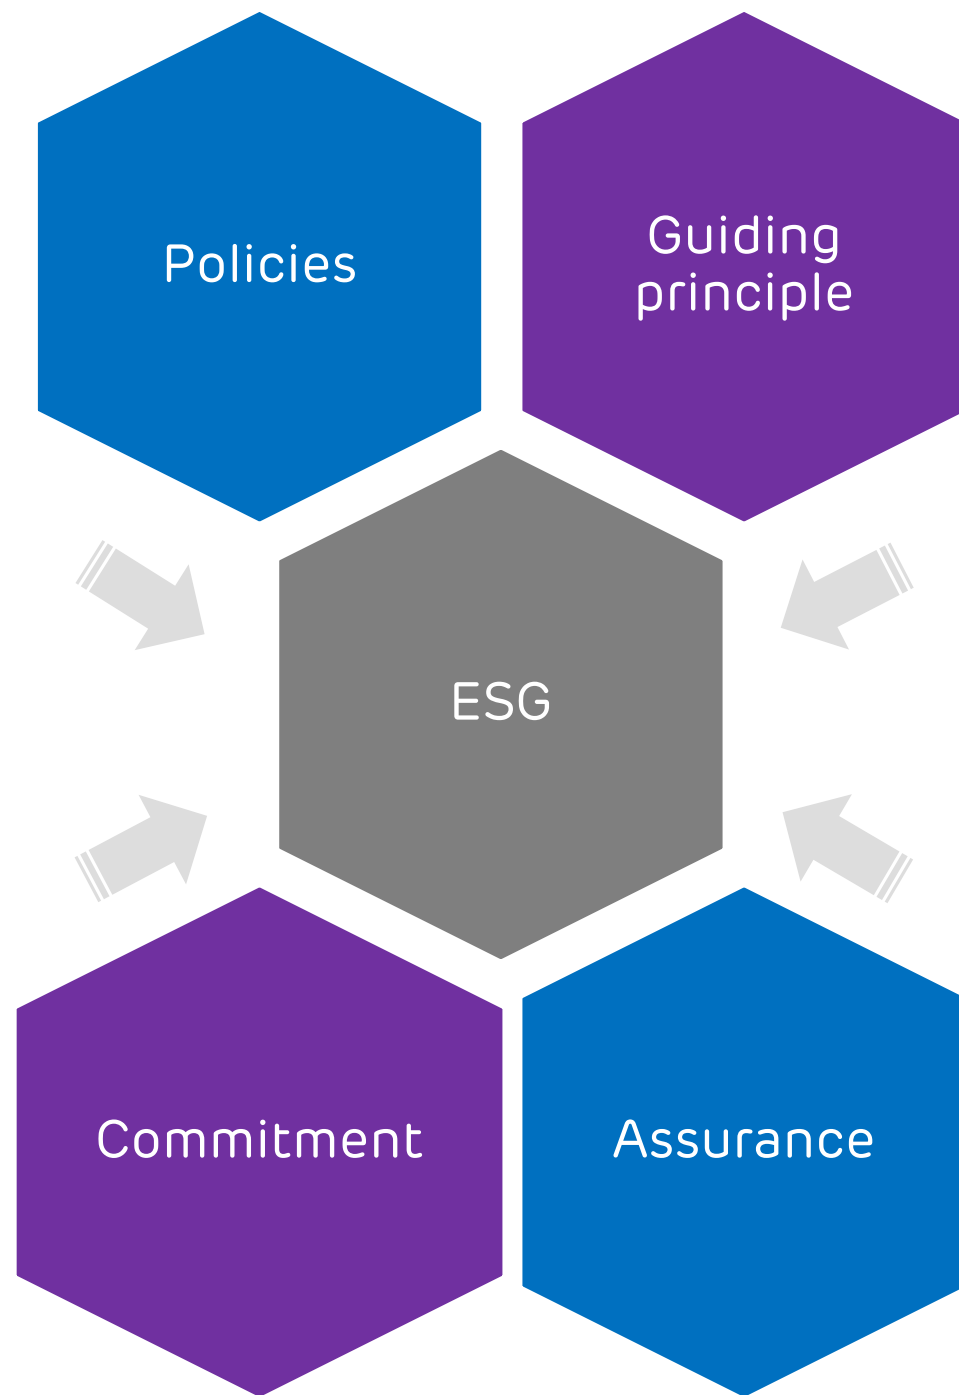 Policies
Guiding
principle
ESG
Commitment
Assurance